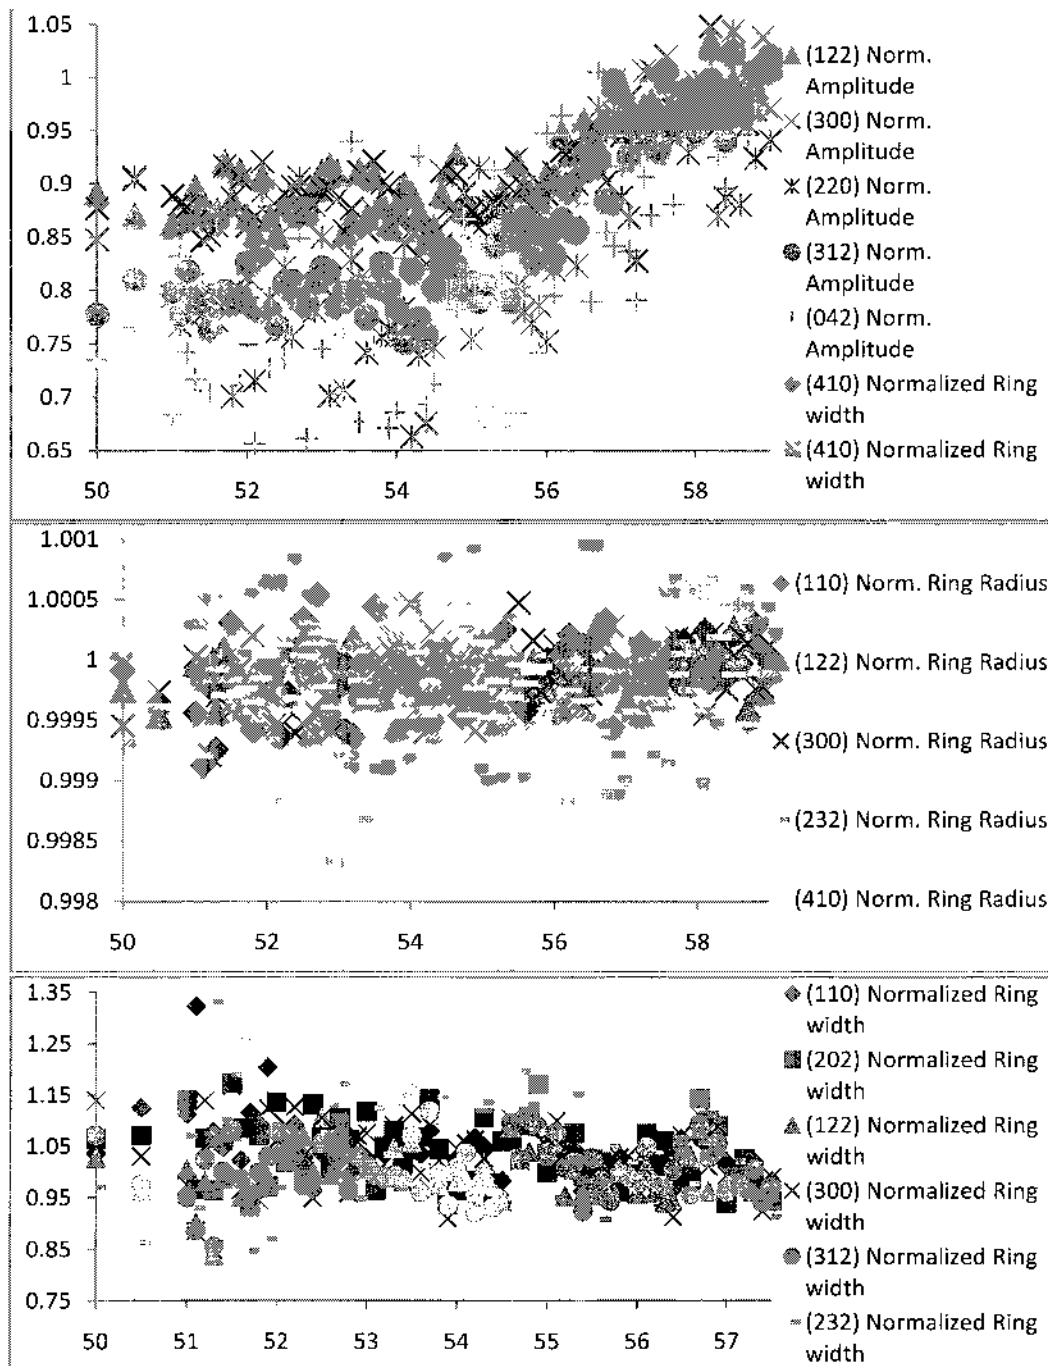 1.05
1
0.95
0.9
0.85
0.8
0.75
0.7
0.65
50
52
54
56
58
(122) Norm.
Amplitude
(300) Norm.
Amplitude
(220) Norm.
Amplitude
(312) Norm.
Amplitude
(042) Norm.
Amplitude
(410) Normalized Ring
width
(410) Normalized Ring
width
1.001
1.0005
1
0.9995
0.999
0.9985
0.998
50
52
54
56
58
(110) Norm. Ring Radius
(122) Norm. Ring Radius
(300) Norm. Ring Radius
(232) Norm. Ring Radius
(410) Norm. Ring Radius
1.35
1.25
1.15
1.05
0.95
0.85
0.75
50
51
52
53
54
55
56
57
(110) Normalized Ring
width
(202) Normalized Ring
width
(122) Normalized Ring
width
(300) Normalized Ring
width
(312) Normalized Ring
width
(232) Normalized Ring
width